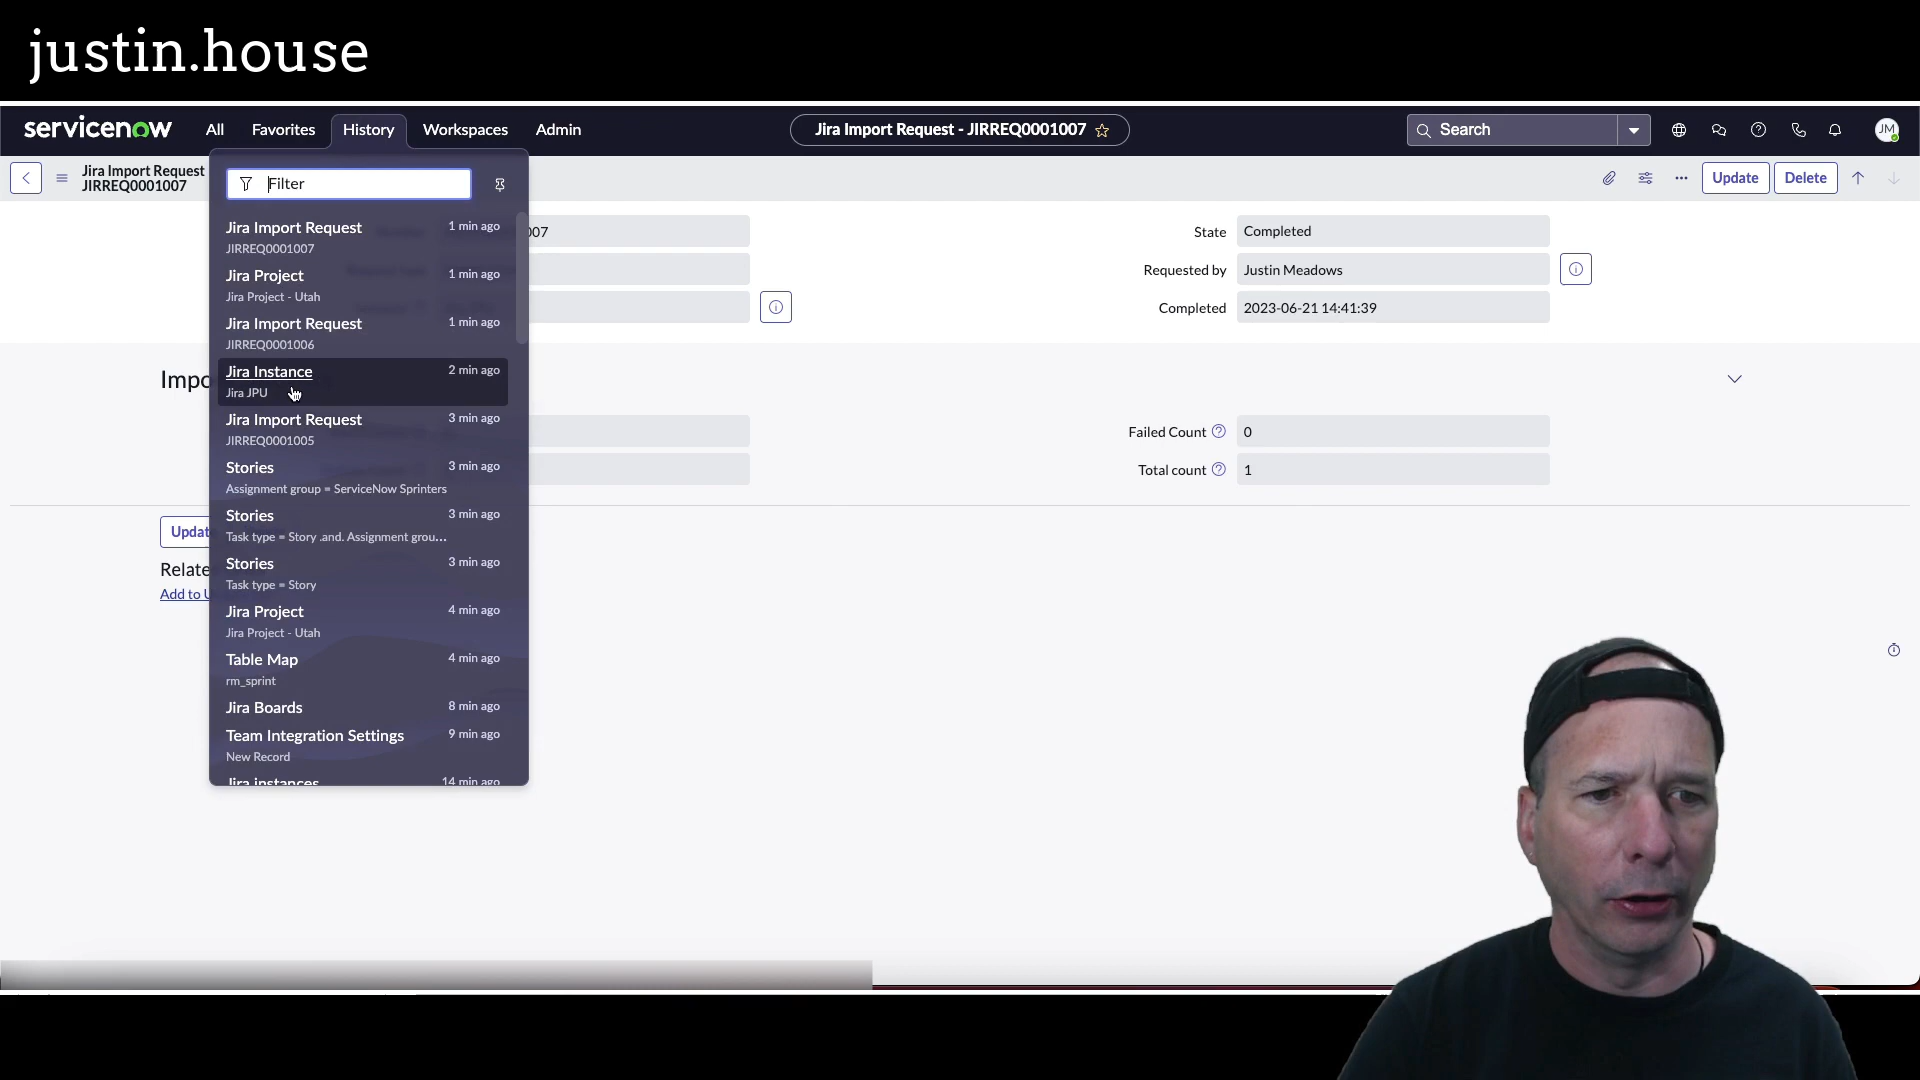 justin.house
servicenow
All
Favorites
History
Workspaces
Admin
Jira Import Request - JIRREQ0001007
Search
JM
Jira Import Request
JIRREQ0001007
Update
Delete
Filter
Jira Import Request
1 min ago
JIRREQ0001007
Jira Project
1 min ago
Jira Project - Utah
Jira Import Request
1 min ago
JIRREQ0001006
Jira Instance
2 min ago
Jira JPU
Jira Import Request
3 min ago
JIRREQ0001005
Stories
3 min ago
Assignment group = ServiceNow Sprinters
Stories
3 min ago
Task type = Story .and. Assignment grou...
Stories
3 min ago
Task type = Story
Jira Project
4 min ago
Jira Project - Utah
Table Map
4 min ago
rm_sprint
Jira Boards
8 min ago
Team Integration Settings
9 min ago
New Record
Jira instances
14 min ago
007
State
Completed
Requested by
Justin Meadows
Completed
2023-06-21 14:41:39
Impo
Failed Count
0
Total count
1
Updat
Relate
Add to U